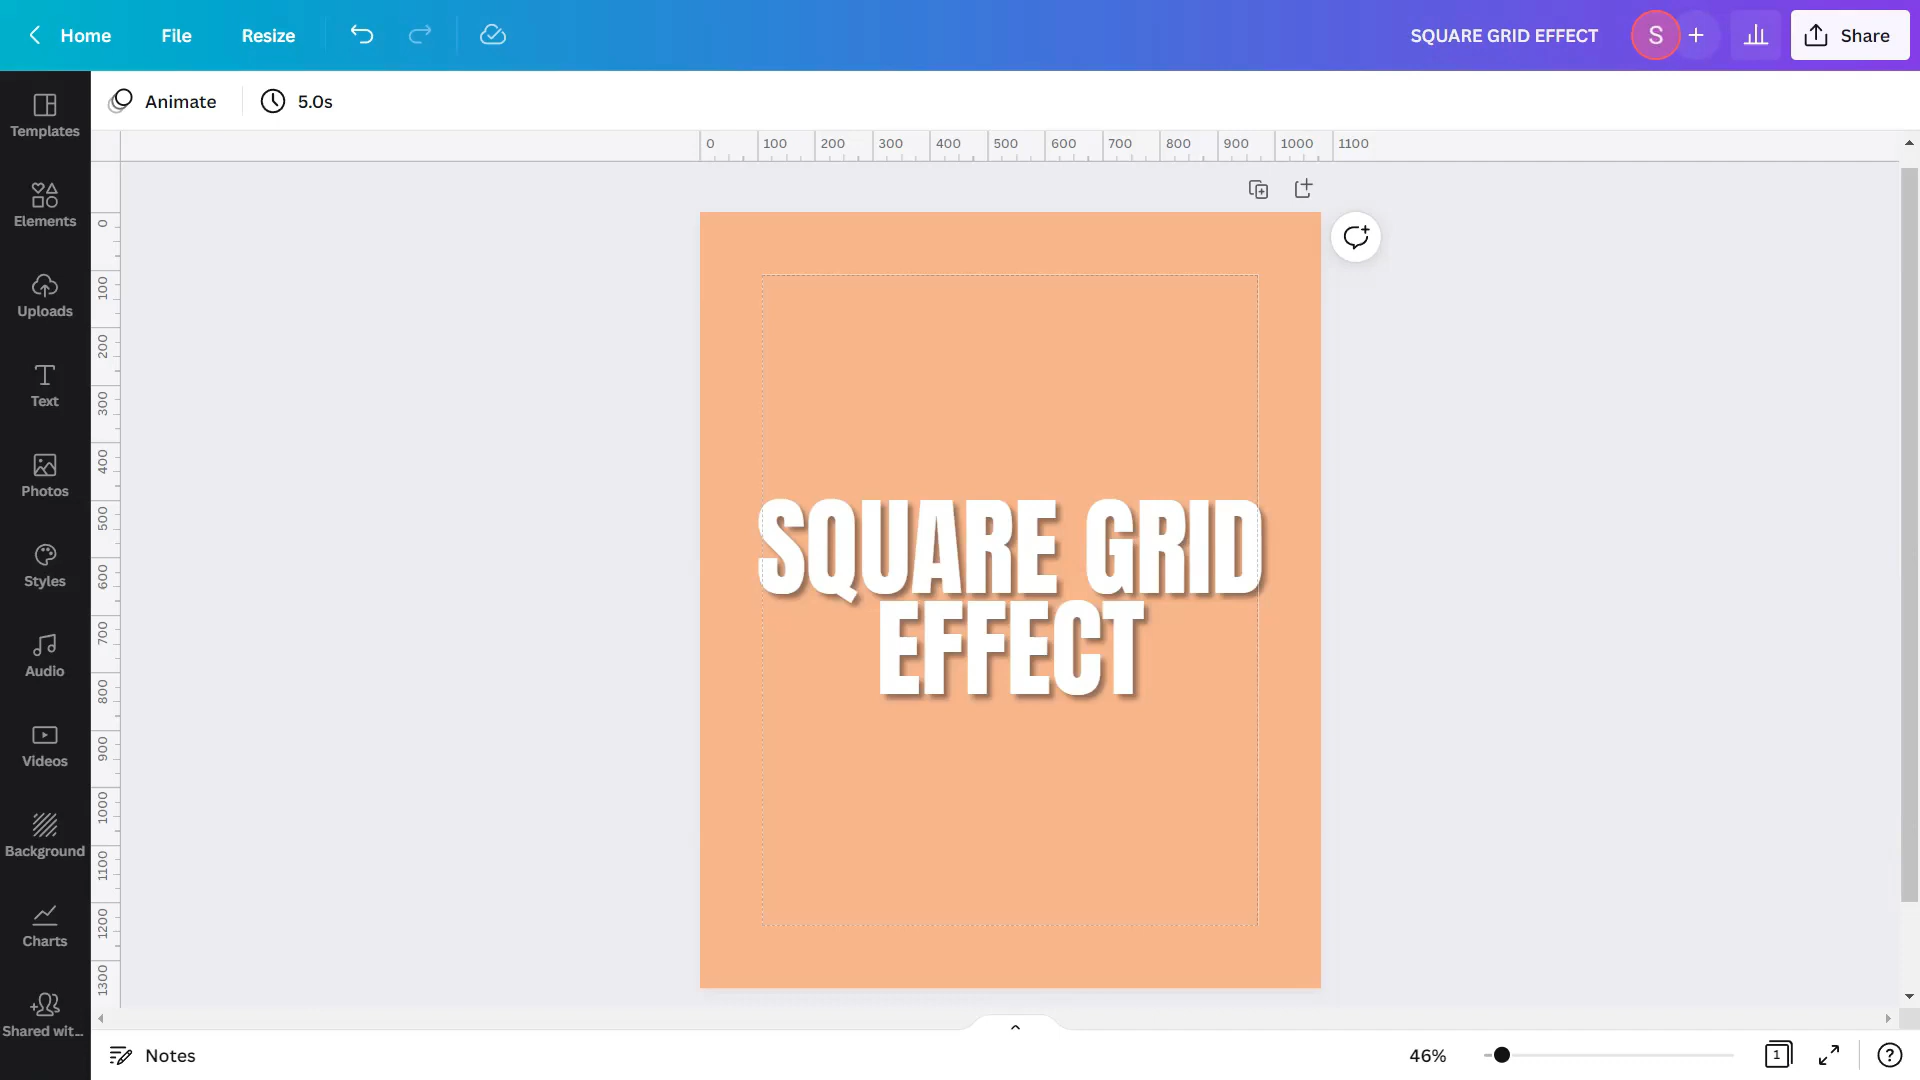 Home File Resize SQUARE GRID EFFECT S Share
Animate 5.0s
0 100 200 300 400 500 600 700 800 900 1000 1100
Templates
Elements
Uploads
Text
Photos
Styles
Audio
Videos
Background
Charts
Shared wit...
0
100
200
300
400
500
600
700
800
900
1000
1100
1200
1300
SQUARE GRID
EFFECT
Notes 46% 1 ?